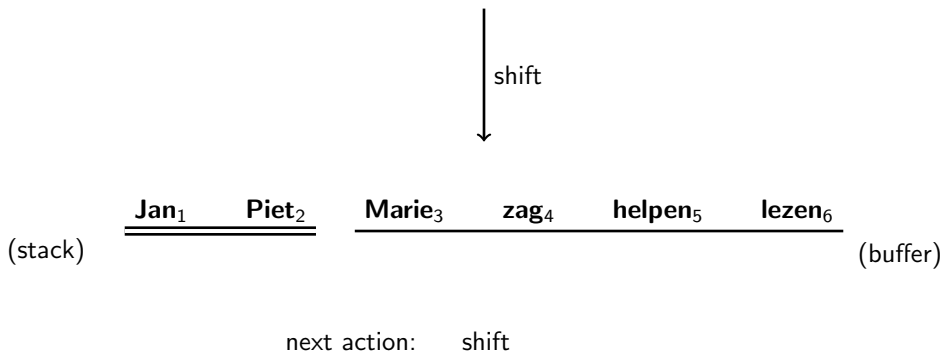 shift
Jan₁ Piet₂ Marie₃ zag₄ helpen₅ lezen₆
(stack) (buffer)
next action: shift